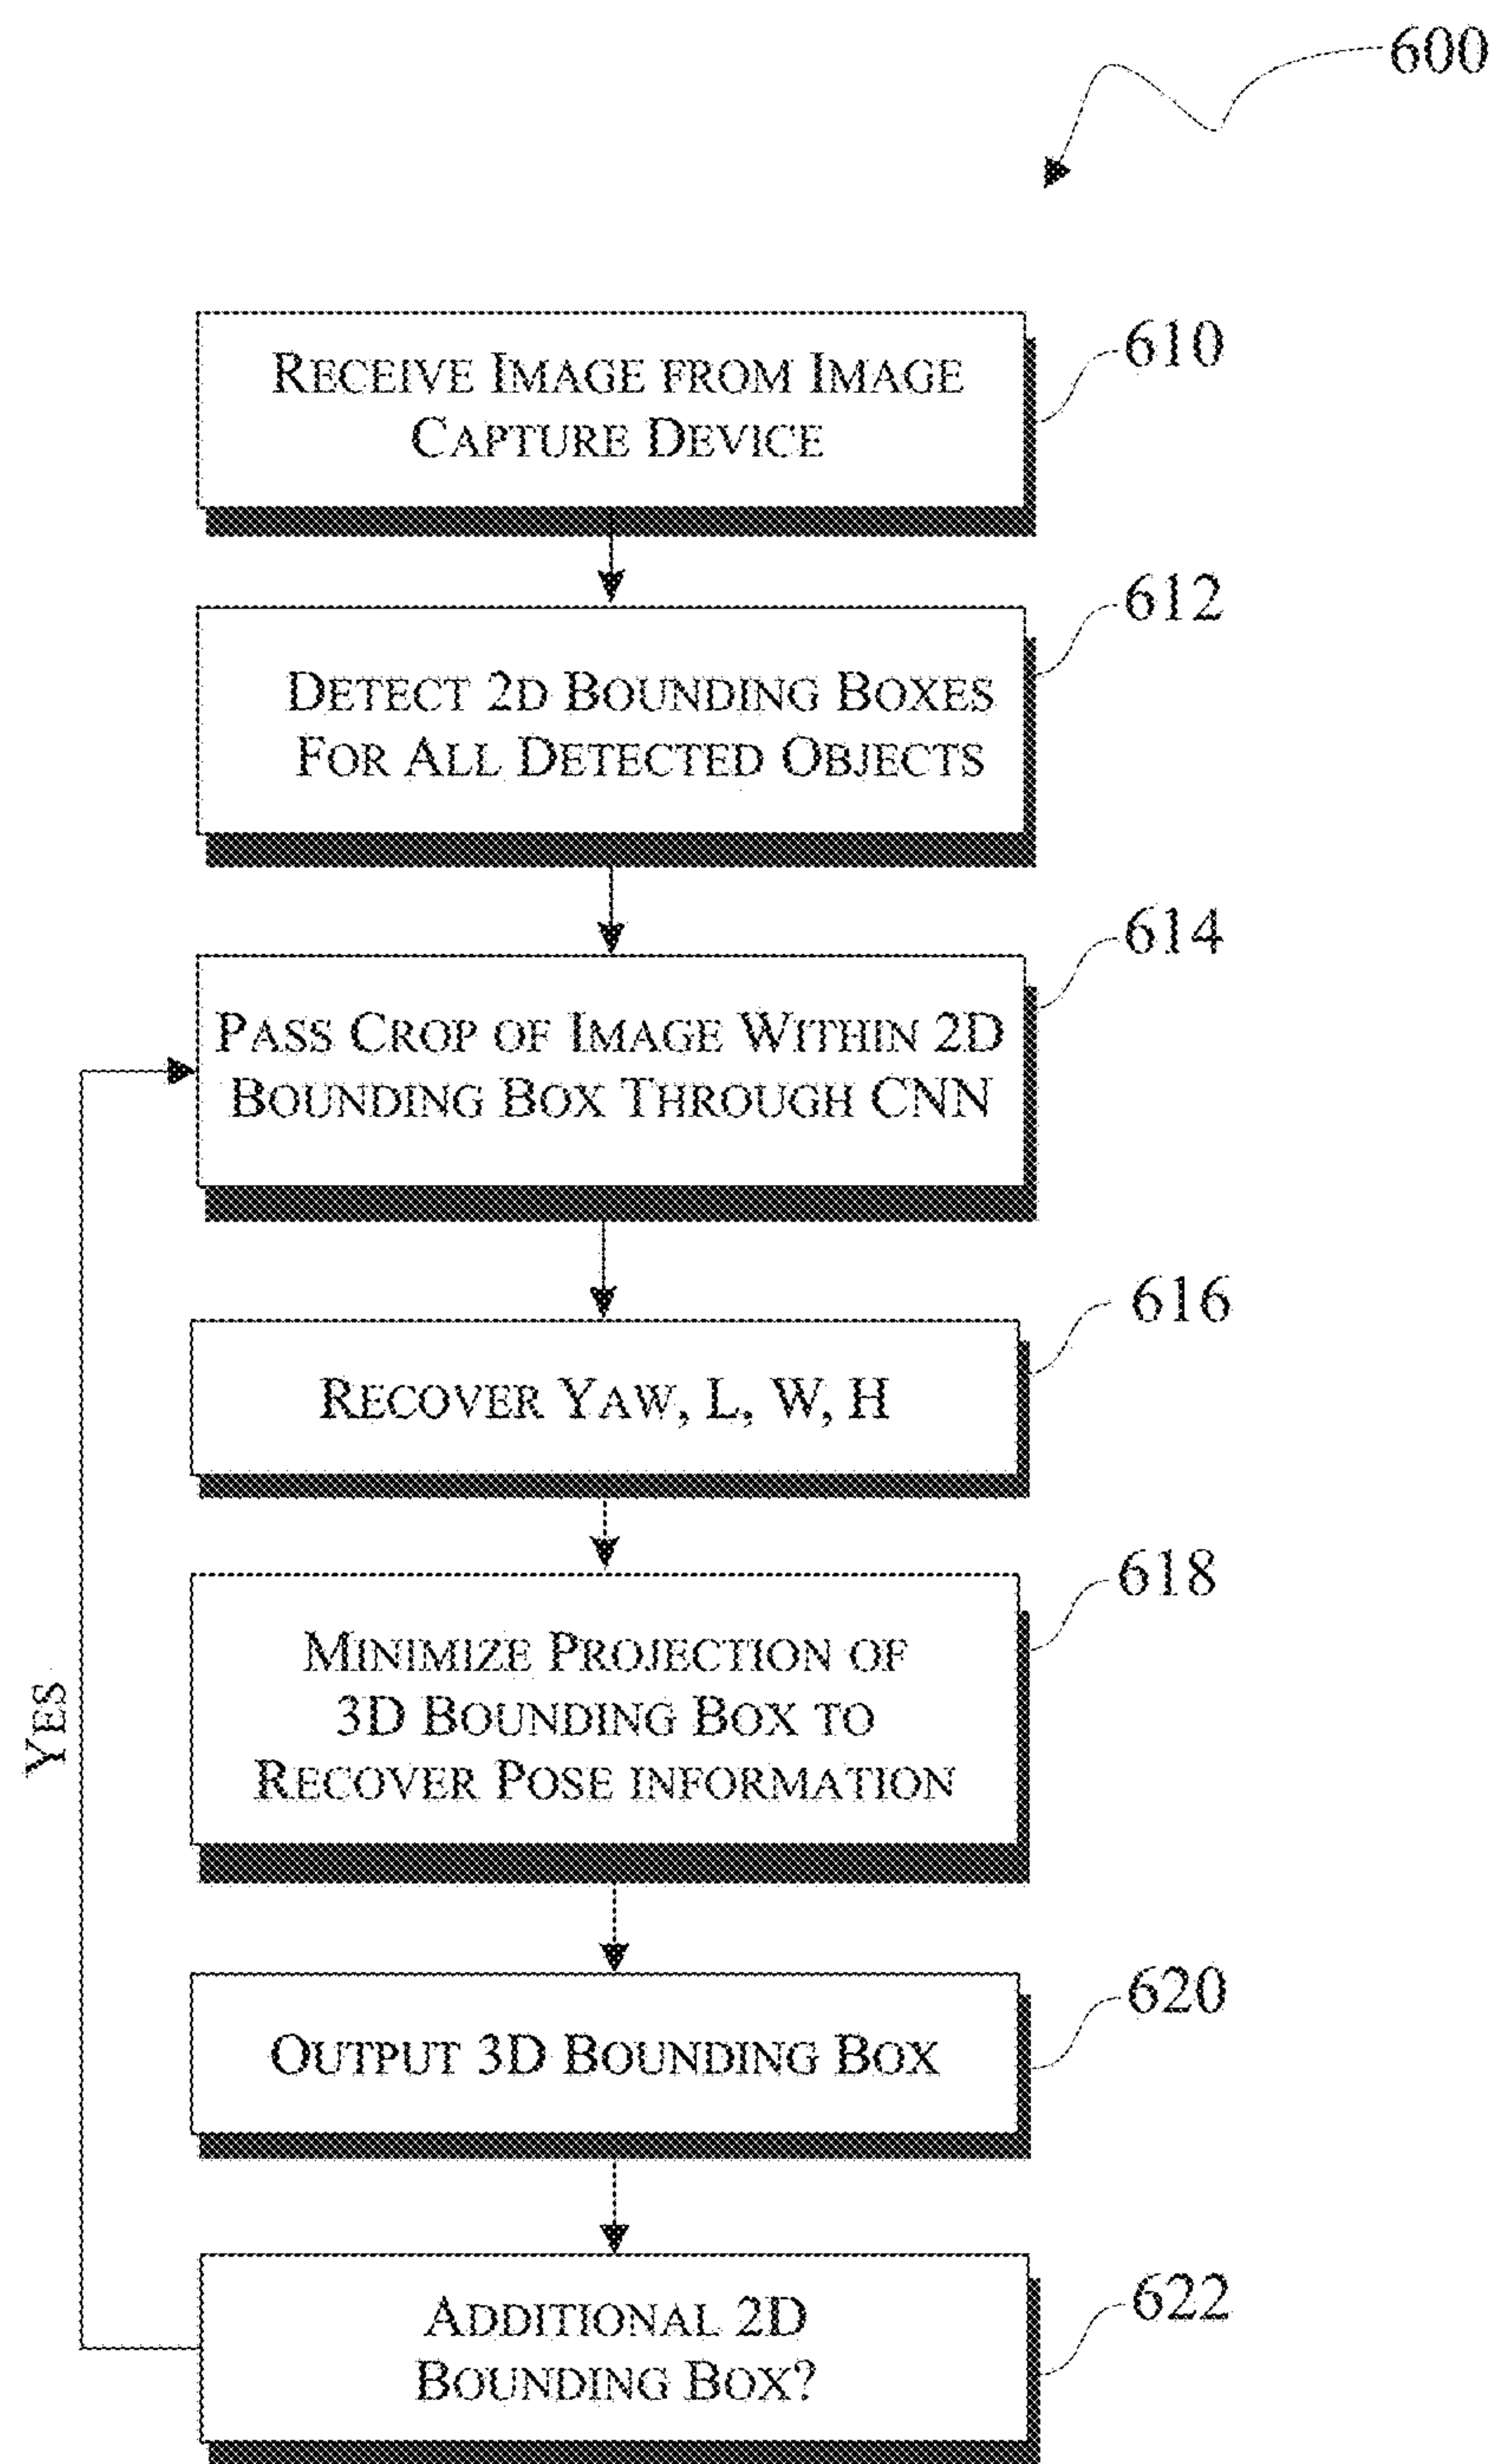 600
RECEIVE IMAGE FROM IMAGE
CAPTURE DEVICE
610
DETECT 2D BOUNDING BOXES
FOR ALL DETECTED OBJECTS
612
PASS CROP OF IMAGE WITHIN 2D
BOUNDING BOX THROUGH CNN
614
RECOVER YAW, L, W, H
616
MINIMIZE PROJECTION OF
3D BOUNDING BOX TO
RECOVER POSE INFORMATION
618
YES
OUTPUT 3D BOUNDING BOX
620
ADDITIONAL 2D
BOUNDING BOX?
622